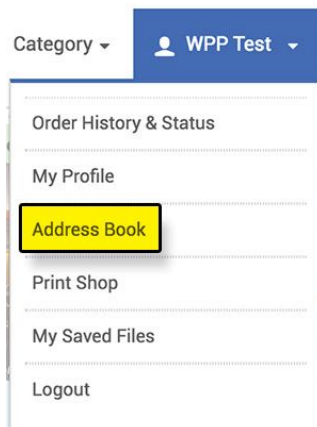 Category WPP Test
Order History & Status
My Profile
Address Book
Print Shop
My Saved Files
Logout